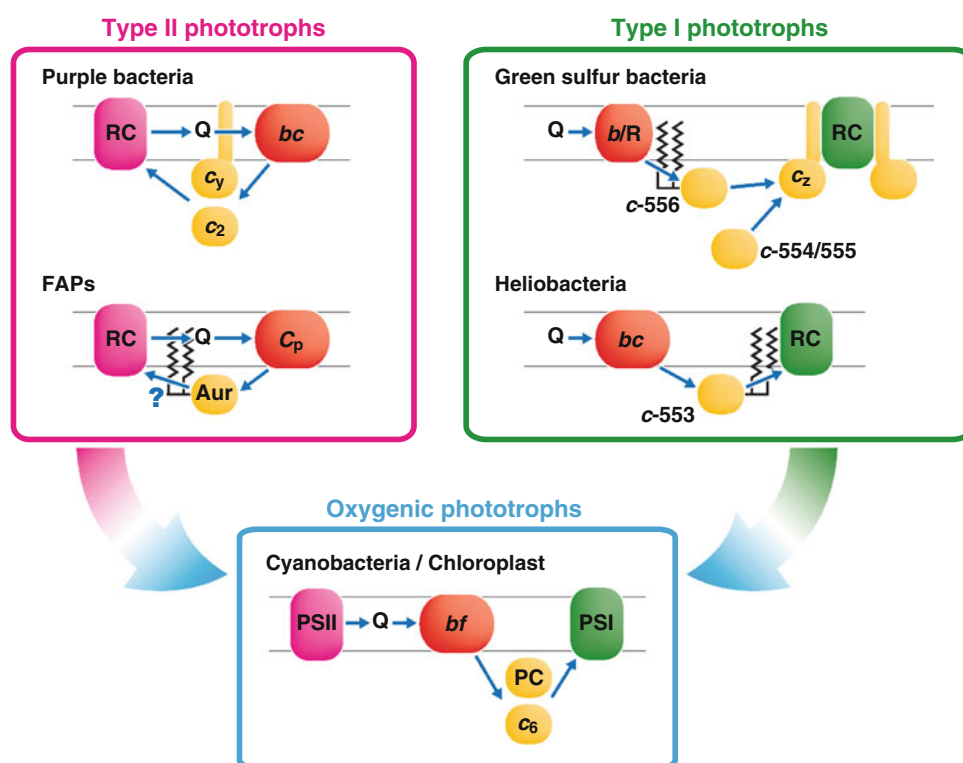 Type II phototrophs
Purple bacteria
RC
Q
bc
cy
c2
FAPs
RC
Q
Cp
?
Aur
Type I phototrophs
Green sulfur bacteria
Q
b/R
RC
cz
c-556
c-554/555
Heliobacteria
Q
bc
RC
c-553
Oxygenic phototrophs
Cyanobacteria / Chloroplast
PSII
Q
bf
PSI
PC
c6